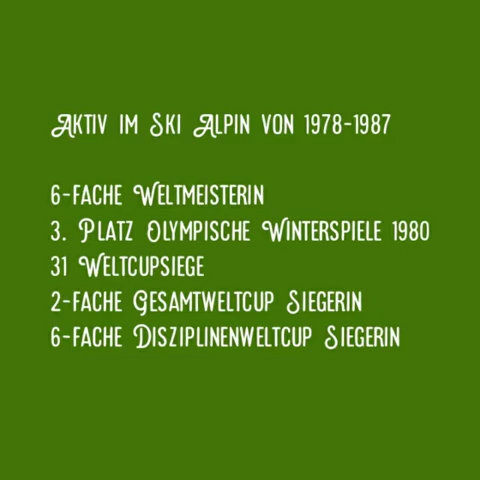 Aktiv im Ski Alpin von 1978-1987
6-fache Weltmeisterin
3. Platz Olympische Winterspiele 1980
31 Weltcupsiege
2-fache Gesamtweltcup Siegerin
6-fache Disziplinenweltcup Siegerin